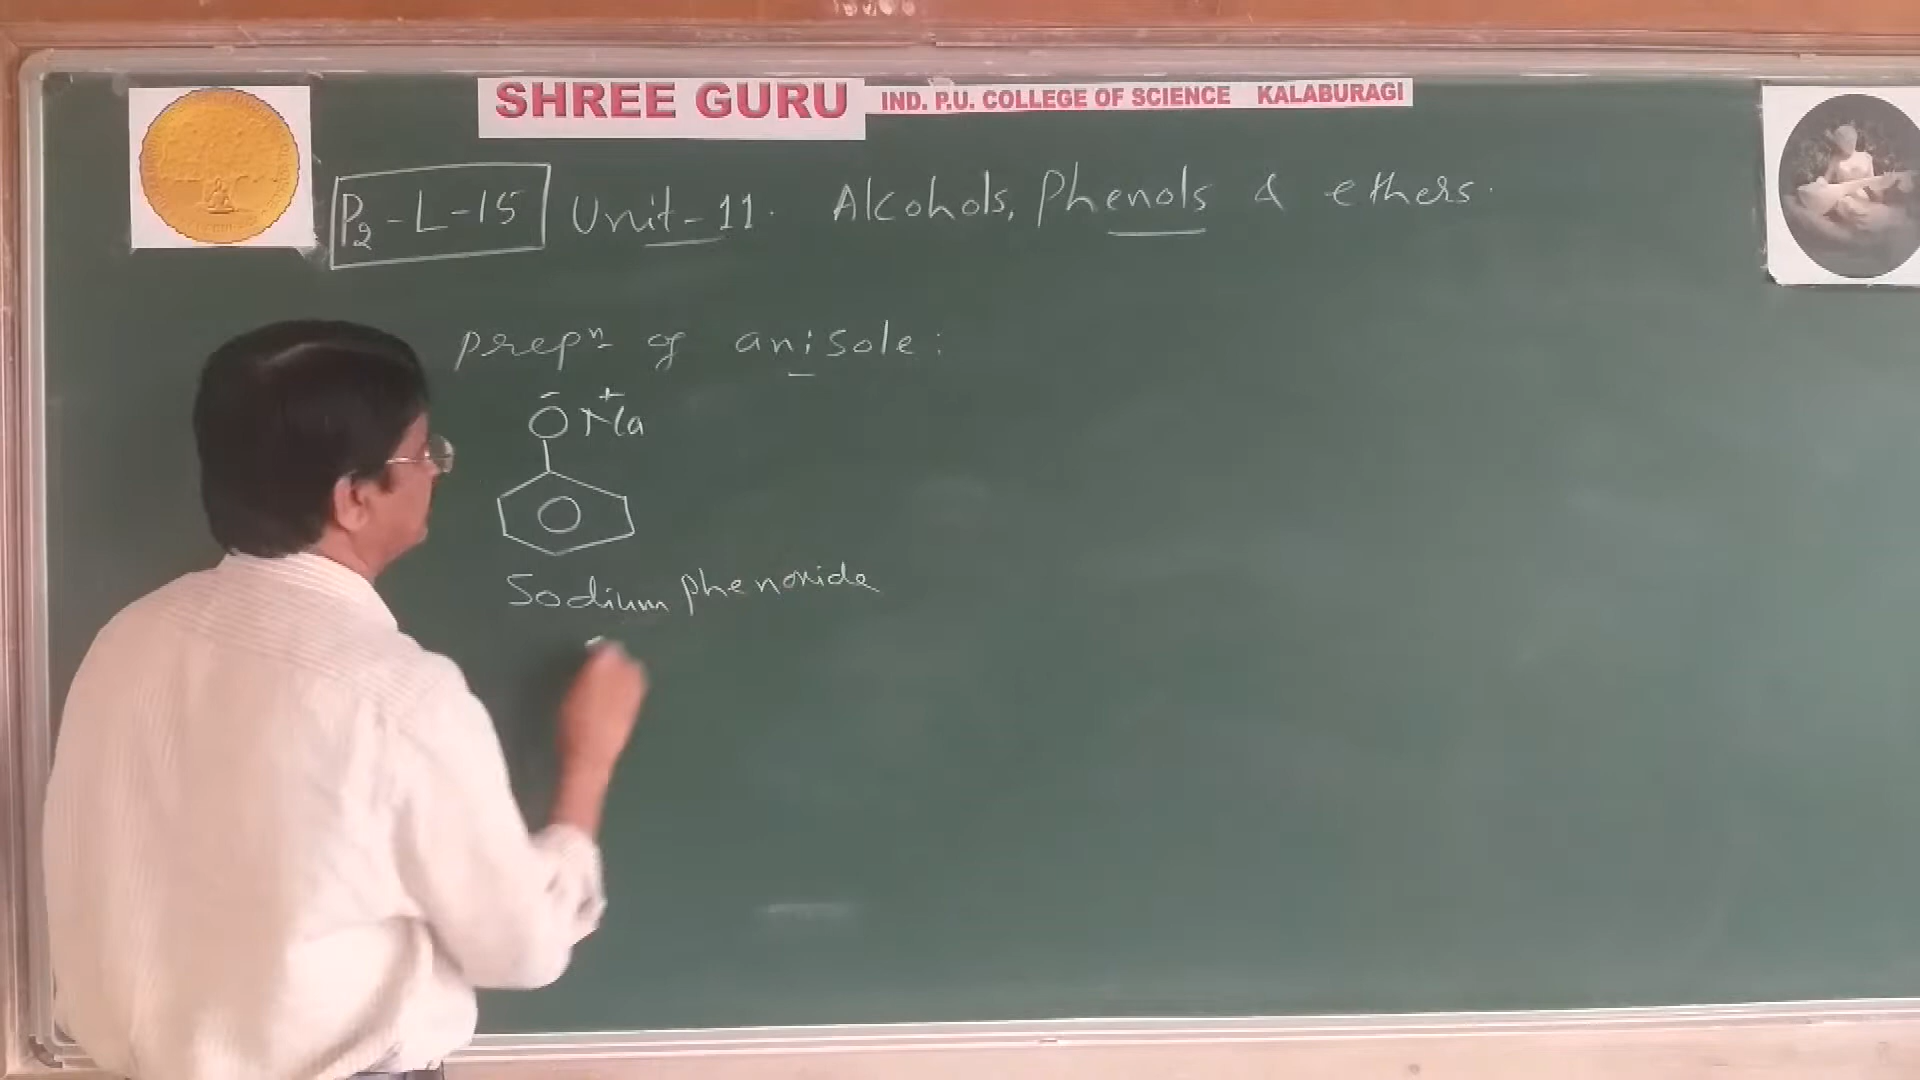 SHREE GURU IND. P.U. COLLEGE OF SCIENCE KALABURAGI
P2-L-15 Unit-11. Alcohols, Phenols & ethers.
prepⁿ of anisole:
ŌN⁺a
Sodium phenoxide